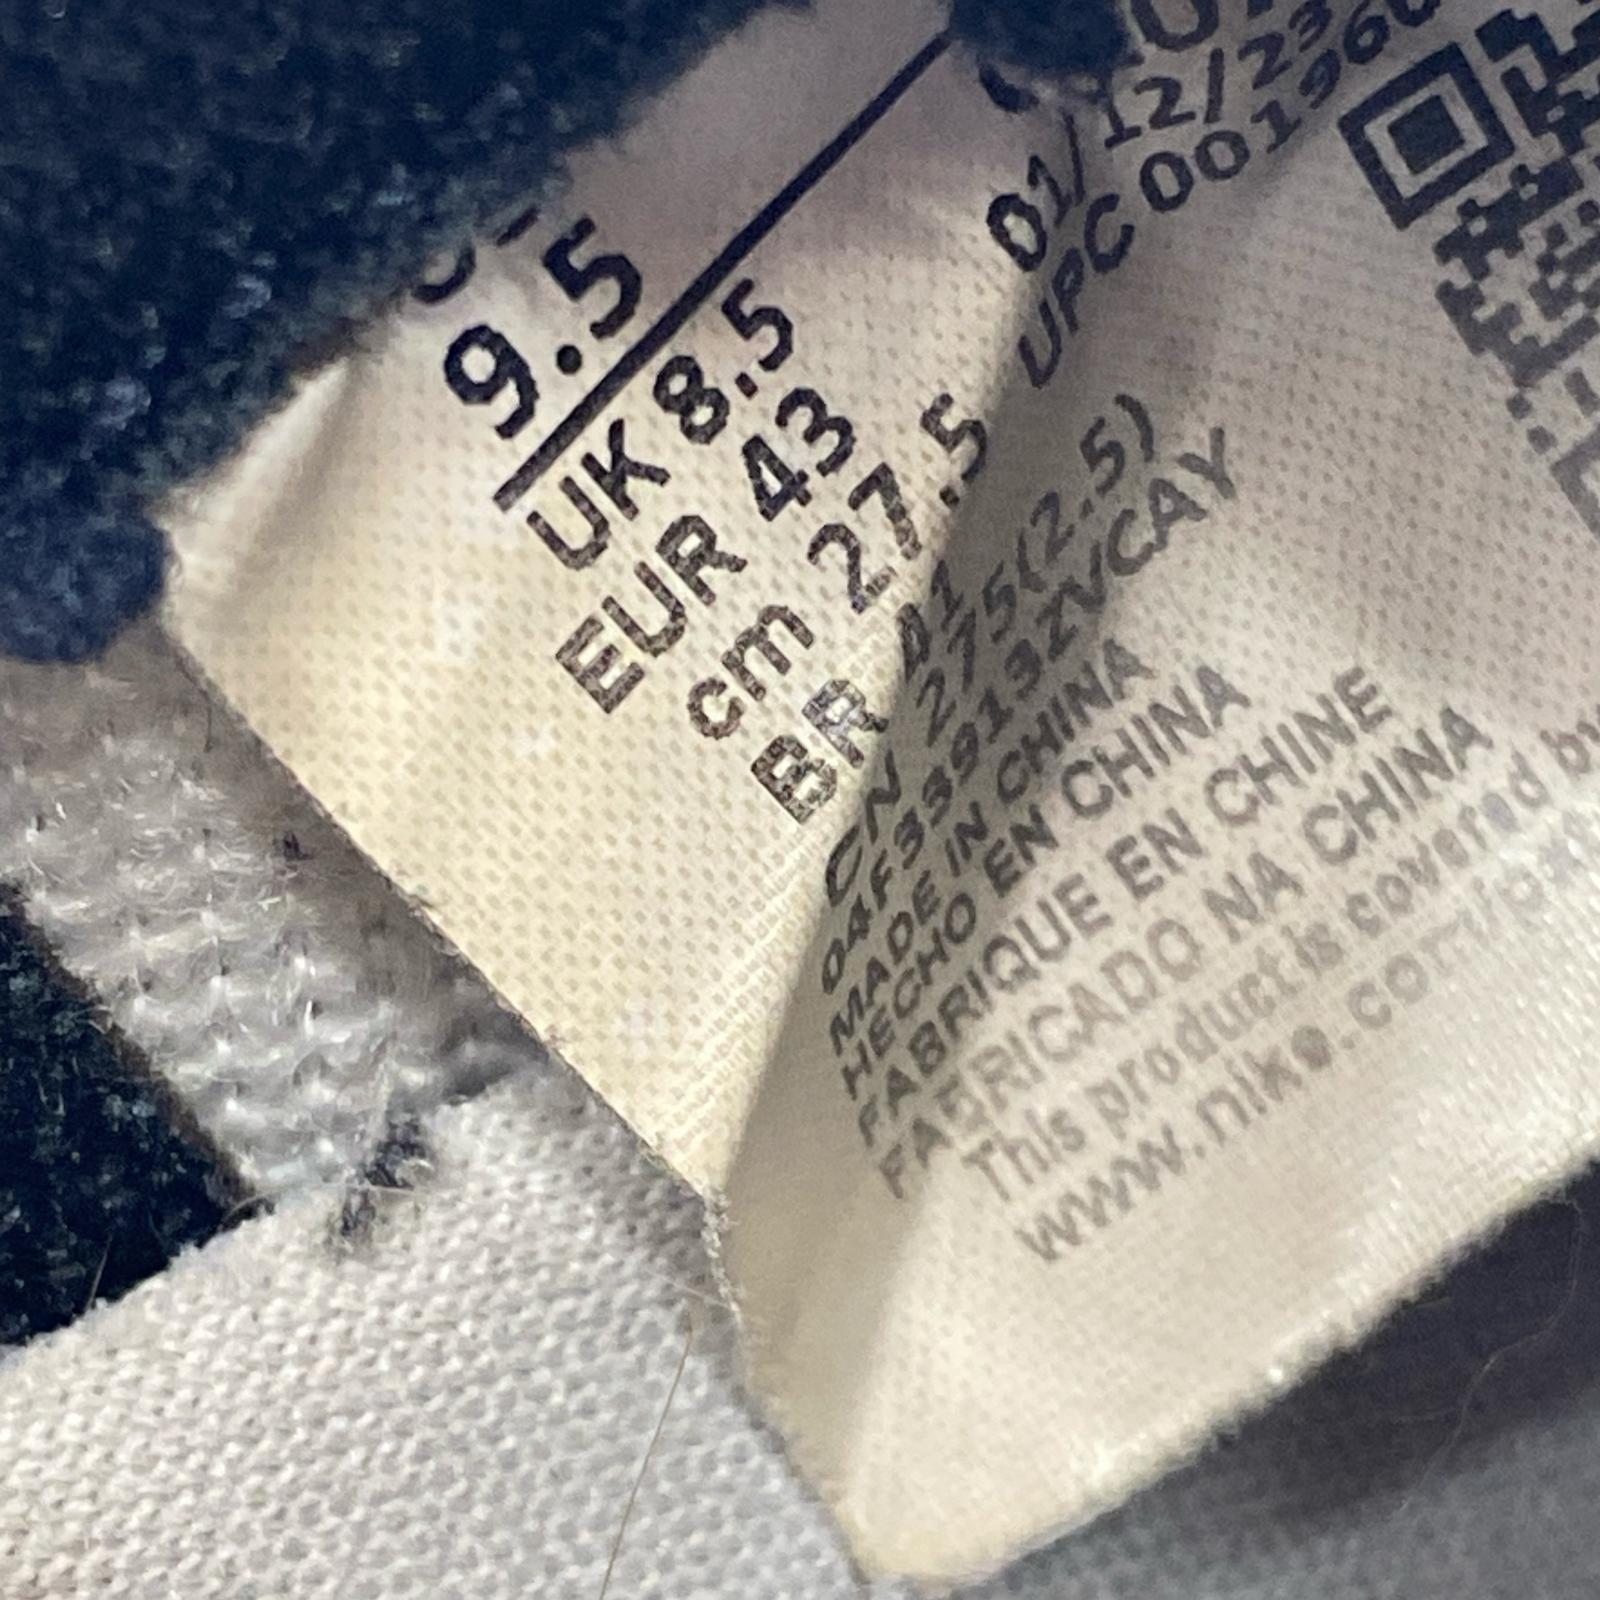 9.5
UK 8.5
EUR 43
cm 27.5
BR 41
CN 275(2.5)
04F339132VCAY
MADE IN CHINA
HECHO EN CHINA
FABRIQUE EN CHINE
FABRICADO NA CHINA
This product is covered by
www.nike.com/
01/12/23
UPC 001960